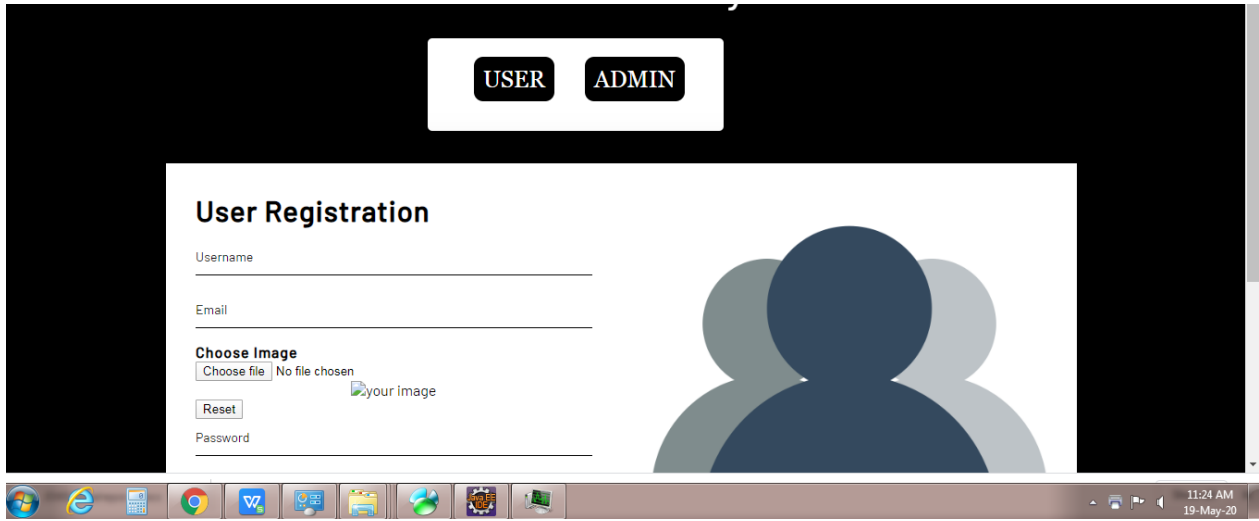 USER ADMIN
User Registration
Username
Email
Choose Image
Choose file No file chosen
your image
Reset
Password
11:24 AM
19-May-20